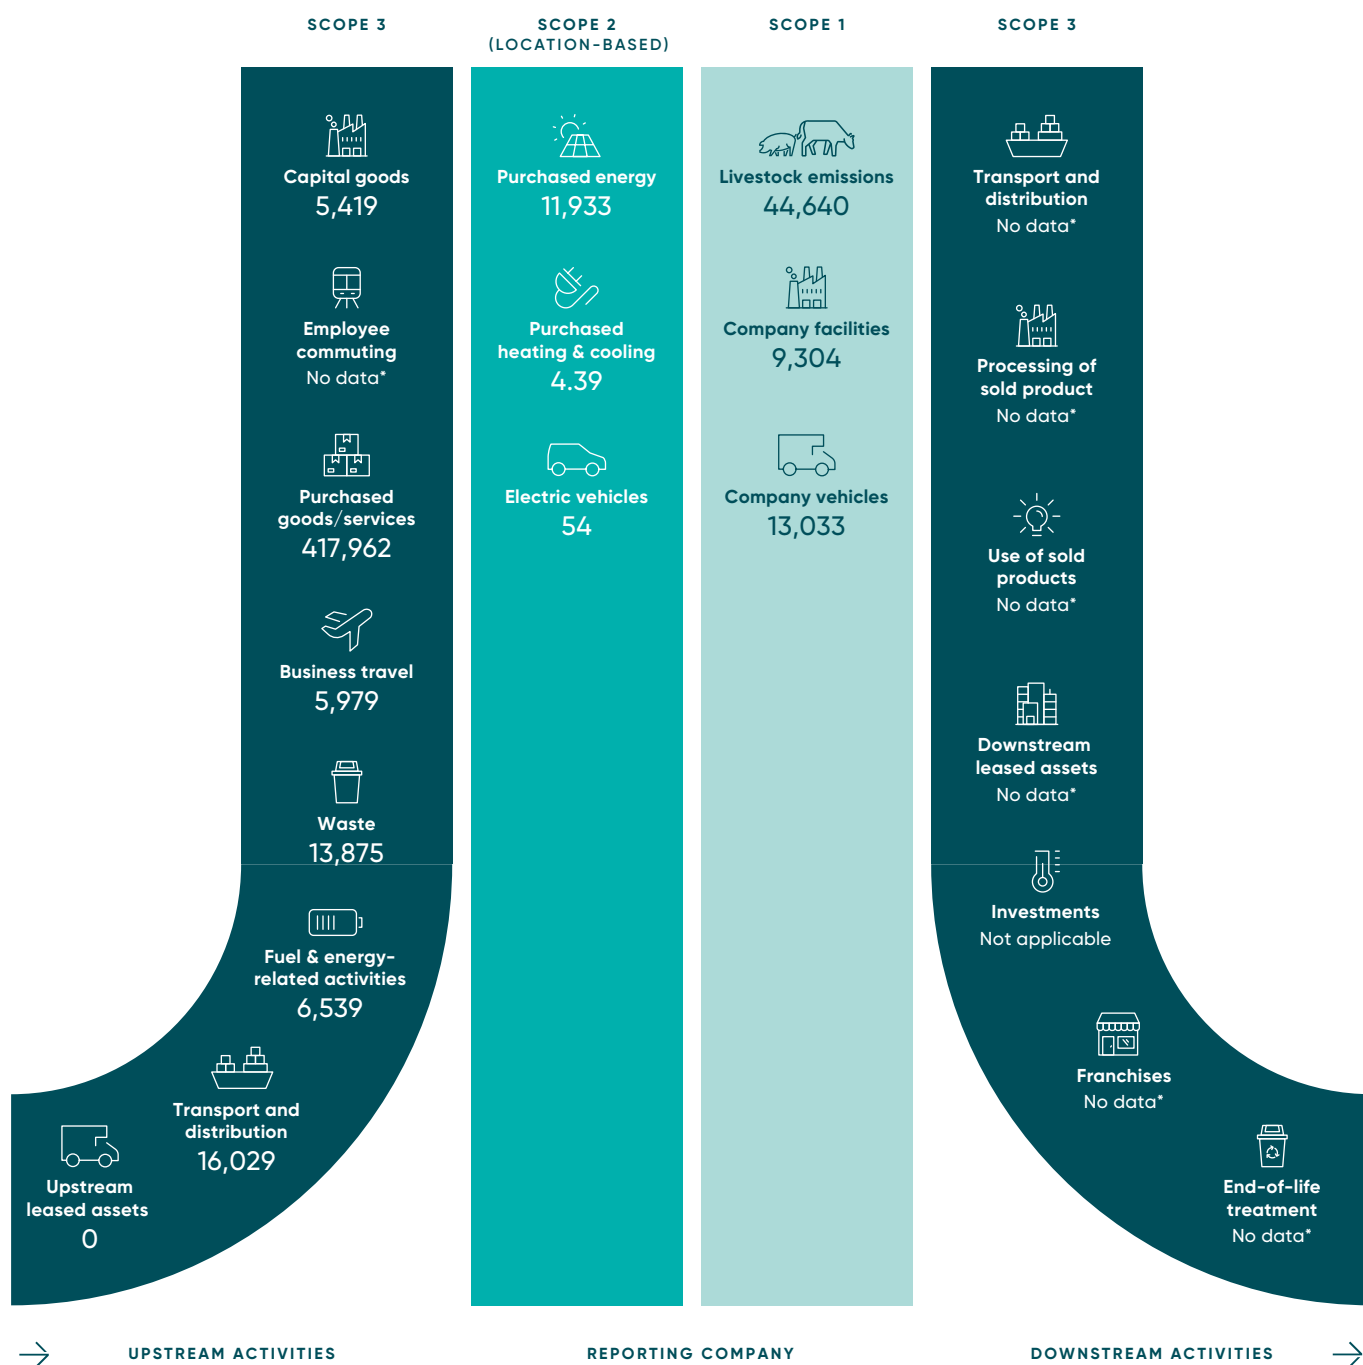 SCOPE 3
Capital goods
5,419
Employee
commuting
No data*
Purchased
goods/services
417,962
Business travel
5,979
Waste
13,875
Fuel & energy-
related activities
6,539
Transport and
distribution
16,029
Upstream
leased assets
0
SCOPE 2
(LOCATION-BASED)
Purchased energy
11,933
Purchased
heating & cooling
4.39
Electric vehicles
54
SCOPE 1
Livestock emissions
44,640
Company facilities
9,304
Company vehicles
13,033
SCOPE 3
Transport and
distribution
No data*
Processing of
sold product
No data*
Use of sold
products
No data*
Downstream
leased assets
No data*
Investments
Not applicable
Franchises
No data*
End-of-life
treatment
No data*
UPSTREAM ACTIVITIES
REPORTING COMPANY
DOWNSTREAM ACTIVITIES